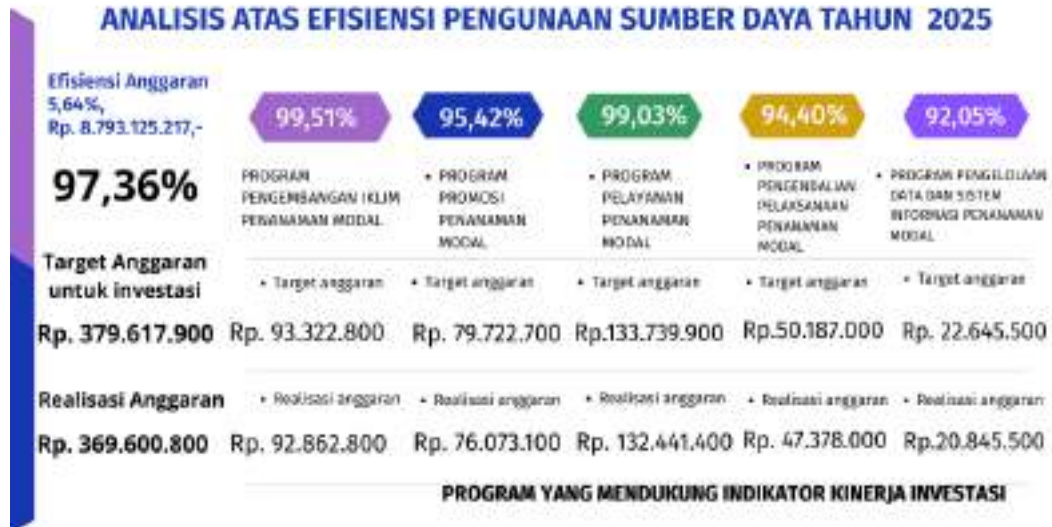 ANALISIS ATAS EFISIENSI PENGUNAAN SUMBER DAYA TAHUN 2025
Efisiensi Anggaran
5,64%,
Rp. 8.793.125.217,-
97,36%
99,51%
95,42%
99,03%
94,40%
92,05%
PROGRAM
PENGEMBANGAN IKLIM
PENANAMAN MODAL
• PROGRAM
PROMOSI
PENANAMAN
MODAL
• PROGRAM
PELAYANAN
PENANAMAN
MODAL
• PROGRAM
PENGENDALIAN
PELAKSANAAN
PENANAMAN
MODAL
• PROGRAM PENGELOLAAN
DATA DAN SISTEM
INFORMASI PENANAMAN
MODAL
Target Anggaran
untuk investasi
• Target anggaran
• Target anggaran
• Target anggaran
• Target anggaran
• Target anggaran
Rp. 379.617.900
Rp. 93.322.800
Rp. 79.722.700
Rp.133.739.900
Rp.50.187.000
Rp. 22.645.500
Realisasi Anggaran
• Realisasi anggaran
• Realisasi anggaran
• Realisasi anggaran
• Realisasi anggaran
• Realisasi anggaran
Rp. 369.600.800
Rp. 92.862.800
Rp. 76.073.100
Rp. 132.441.400
Rp. 47.378.000
Rp.20.845.500
PROGRAM YANG MENDUKUNG INDIKATOR KINERJA INVESTASI